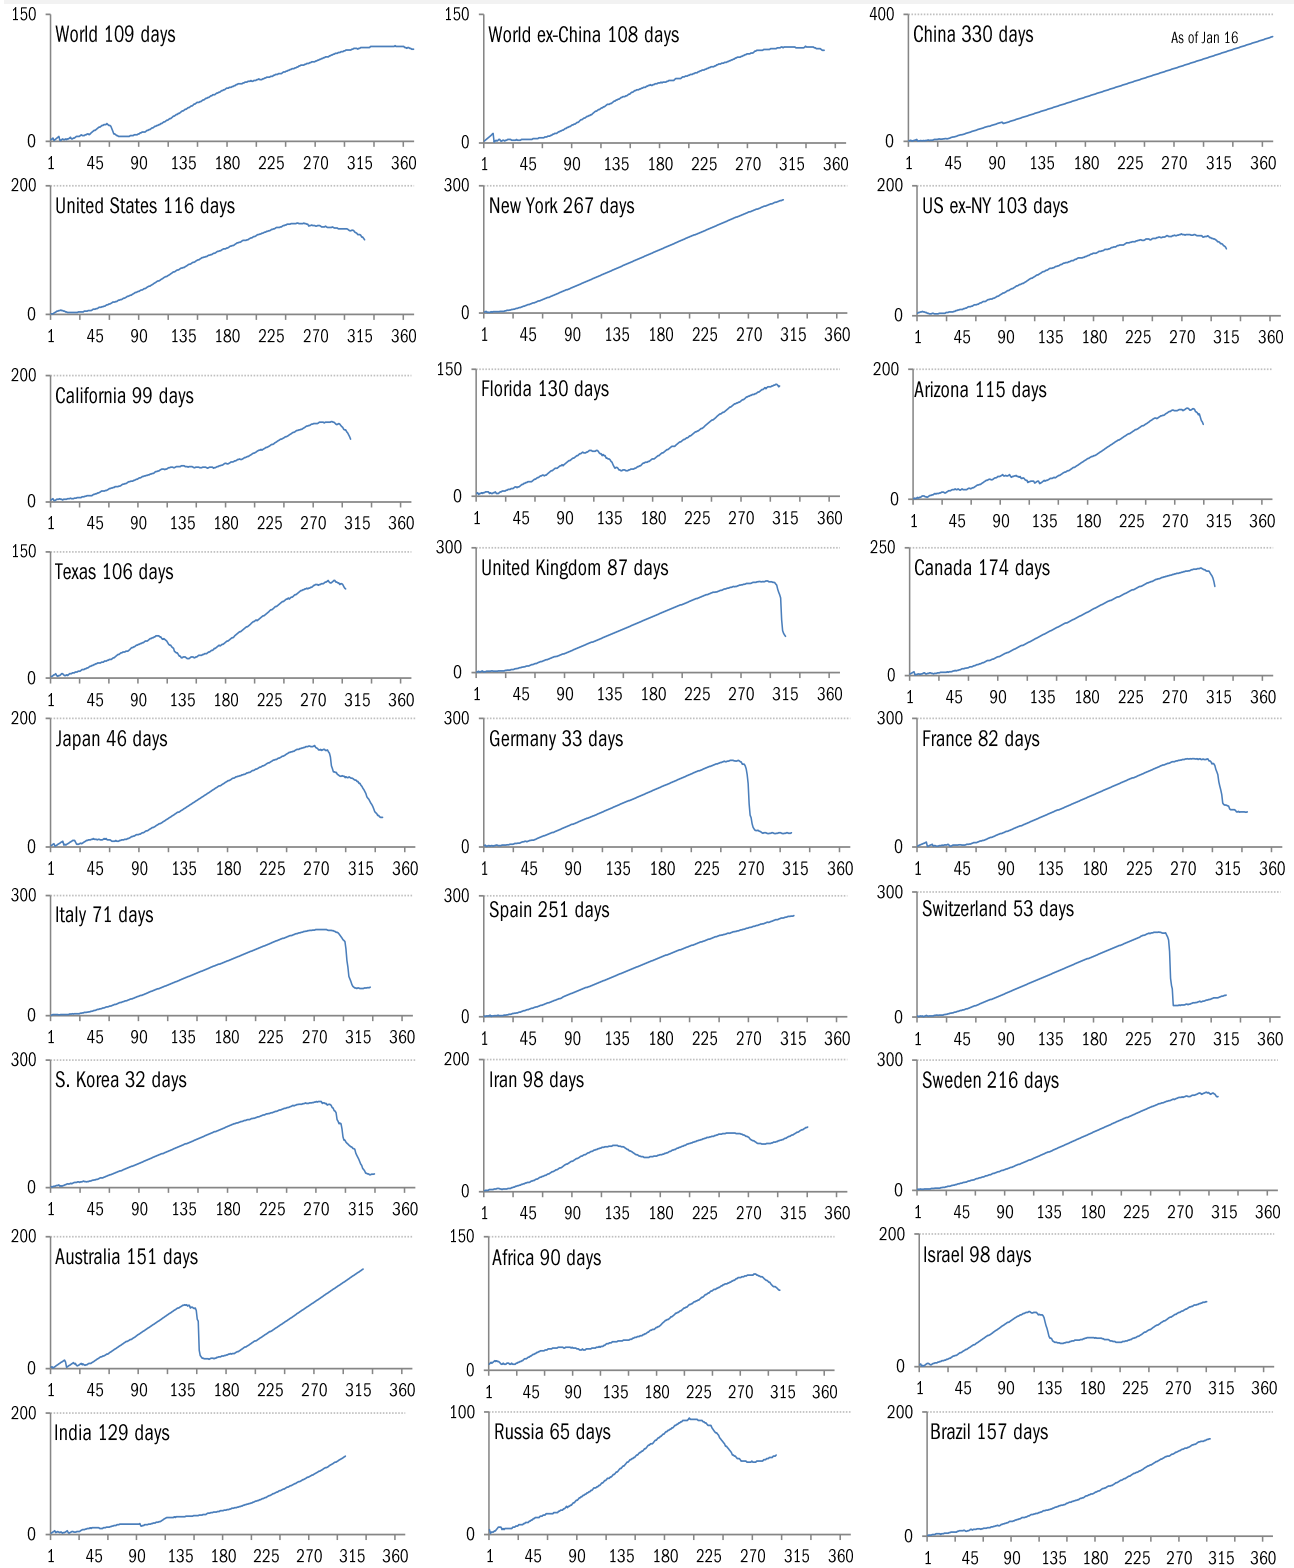 150 150 400
World 109 days World ex-China 108 days China 330 days As of Jan 16
0 0 0
1 45 90 135 180 225 270 315 360 1 45 90 135 180 225 270 315 360 1 45 90 135 180 225 270 315 360
200 300 200
United States 116 days New York 267 days US ex-NY 103 days
0 0 0
1 45 90 135 180 225 270 315 360 1 45 90 135 180 225 270 315 360 1 45 90 135 180 225 270 315 360
200 150 200
California 99 days Florida 130 days Arizona 115 days
0 0 0
1 45 90 135 180 225 270 315 360 1 45 90 135 180 225 270 315 360 1 45 90 135 180 225 270 315 360
150 300 250
Texas 106 days United Kingdom 87 days Canada 174 days
0 0 0
1 45 90 135 180 225 270 315 360 1 45 90 135 180 225 270 315 360 1 45 90 135 180 225 270 315 360
200 300 300
Japan 46 days Germany 33 days France 82 days
0 0 0
1 45 90 135 180 225 270 315 360 1 45 90 135 180 225 270 315 360 1 45 90 135 180 225 270 315 360
300 300 300
Italy 71 days Spain 251 days Switzerland 53 days
0 0 0
1 45 90 135 180 225 270 315 360 1 45 90 135 180 225 270 315 360 1 45 90 135 180 225 270 315 360
300 200 300
S. Korea 32 days Iran 98 days Sweden 216 days
0 0 0
1 45 90 135 180 225 270 315 360 1 45 90 135 180 225 270 315 360 1 45 90 135 180 225 270 315 360
200 150 200
Australia 151 days Africa 90 days Israel 98 days
0 0 0
1 45 90 135 180 225 270 315 360 1 45 90 135 180 225 270 315 360 1 45 90 135 180 225 270 315 360
200 100 200
India 129 days Russia 65 days Brazil 157 days
0 0 0
1 45 90 135 180 225 270 315 360 1 45 90 135 180 225 270 315 360 1 45 90 135 180 225 270 315 360